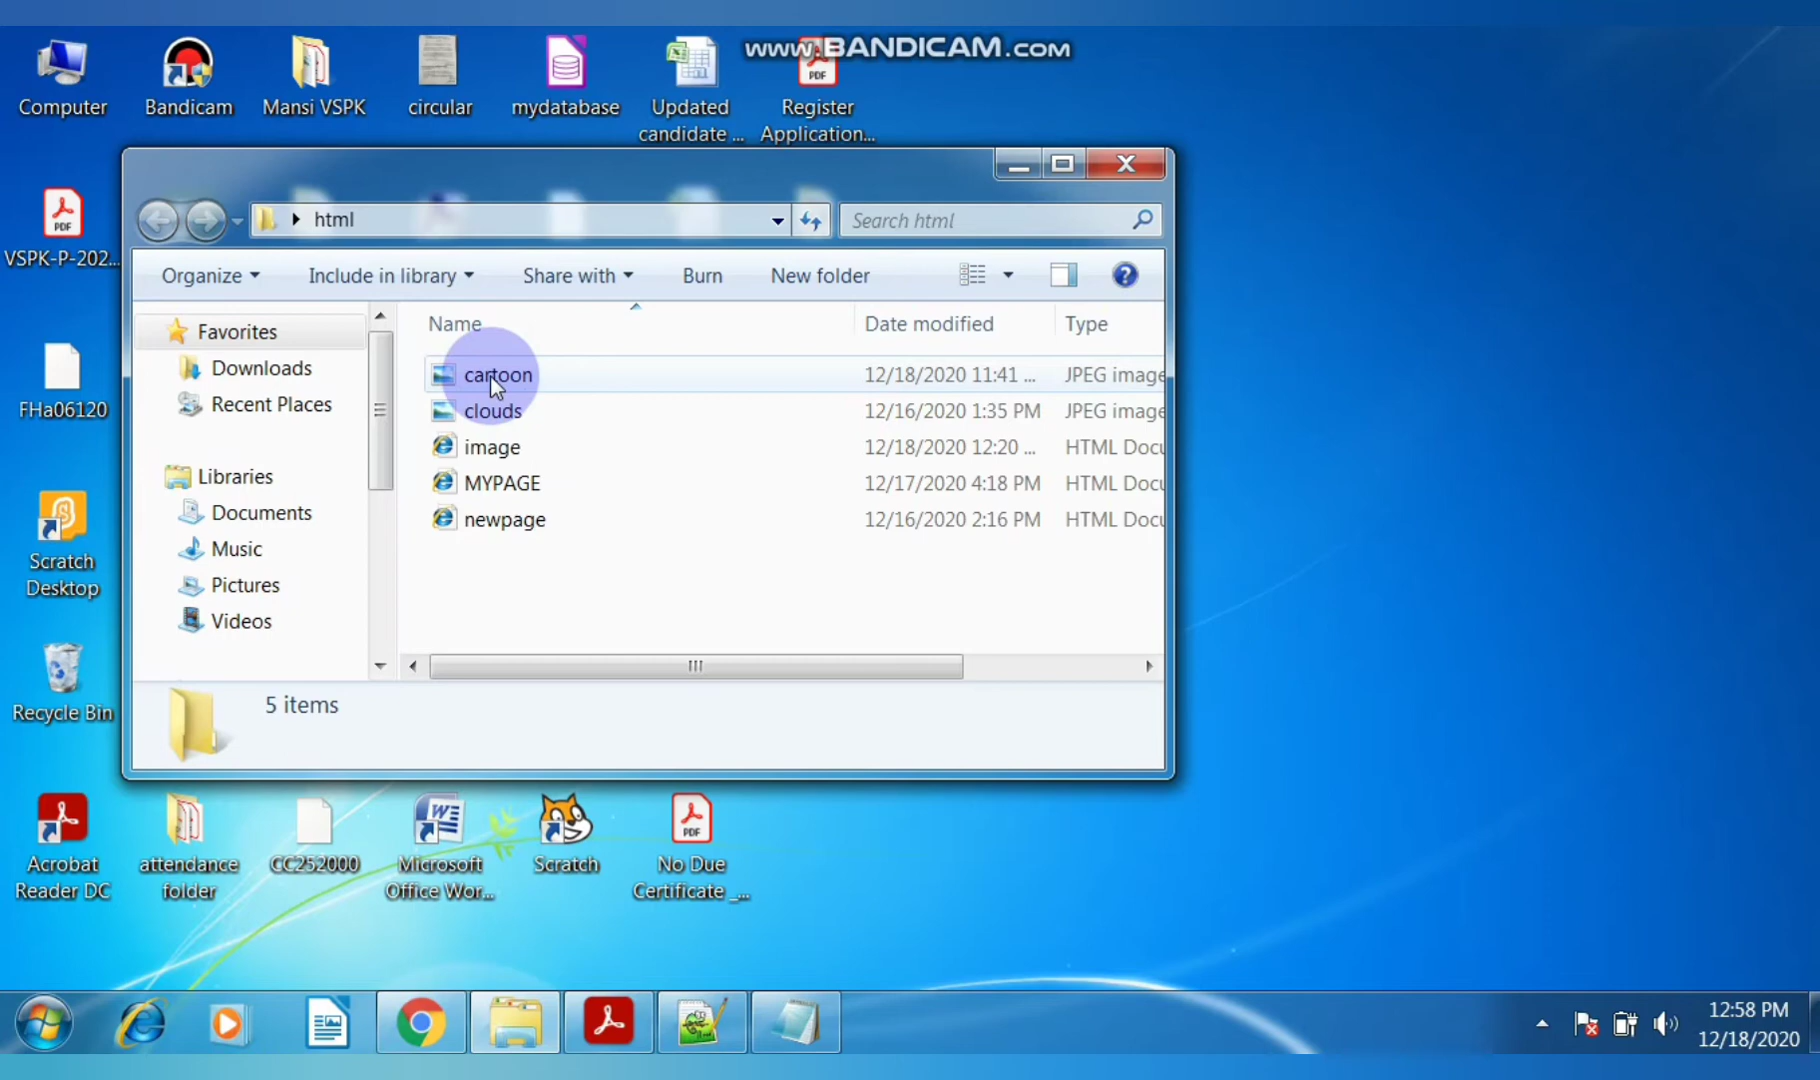 www.BANDICAM.com
Computer
Bandicam
Mansi VSPK
circular
mydatabase
Updated
candidate ...
PDF
Register
Application...
PDF
VSPK-P-202...
FHa06120
Scratch
Desktop
Recycle Bin
html
Search html
Organize
Include in library
Share with
Burn
New folder
Favorites
Downloads
Recent Places
Libraries
Documents
Music
Pictures
Videos
Name
Date modified
Type
cartoon
12/18/2020 11:41 ...
JPEG image
clouds
12/16/2020 1:35 PM
JPEG image
image
12/18/2020 12:20 ...
HTML Docu
MYPAGE
12/17/2020 4:18 PM
HTML Docu
newpage
12/16/2020 2:16 PM
HTML Docu
5 items
Acrobat
Reader DC
attendance
folder
CC252000
Microsoft
Office Wor...
Scratch
PDF
No Due
Certificate _...
12:58 PM
12/18/2020